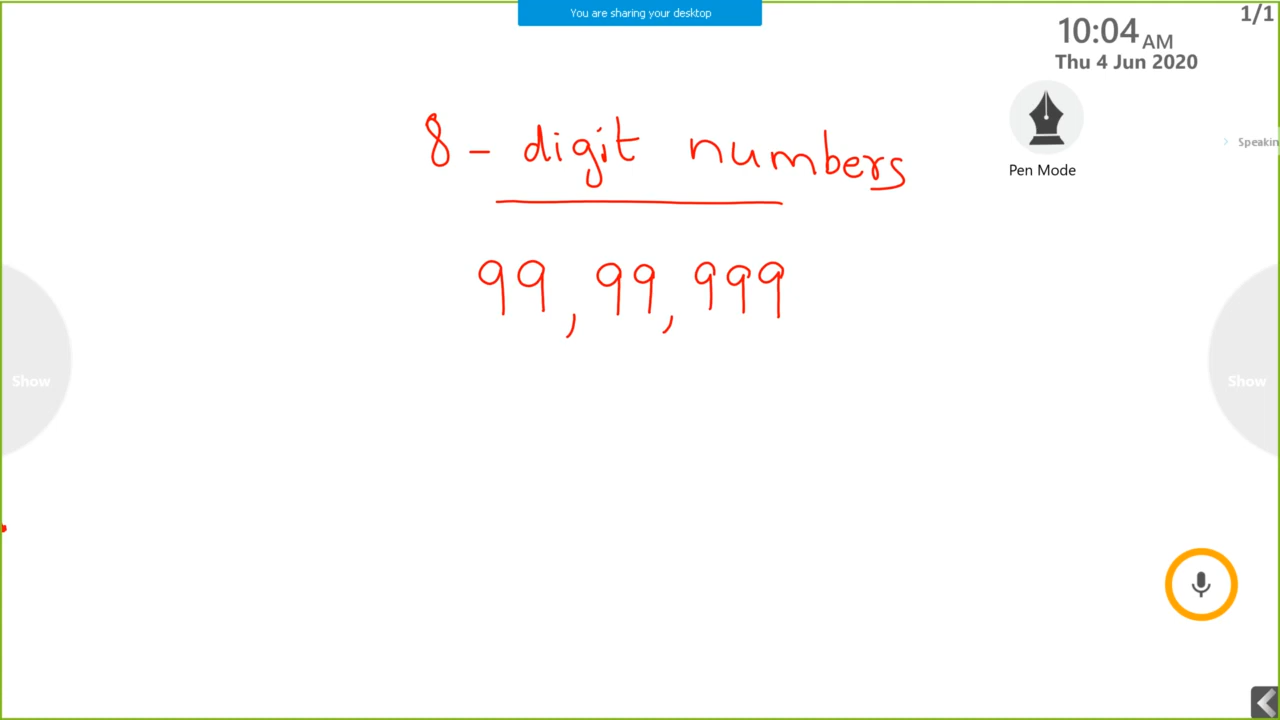 You are sharing your desktop
1/1
10:04 AM
Thu 4 Jun 2020
8 - digit numbers
Speakin
Pen Mode
99, 99, 999
Show
Show